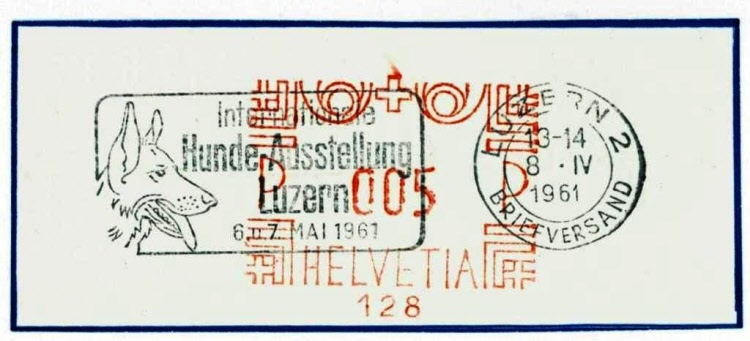 Internationale
Hunde-Ausstellung
Luzern
6.u.7. MAI 1961
P P
005
HELVETIA
128
LUZERN 2
13-14
8 · IV
1961
BRIEFVERSAND